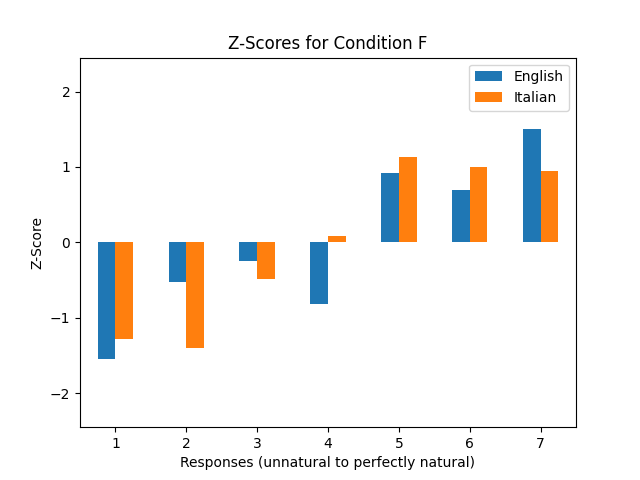 Z-Scores for Condition F
English
Italian
2
1
0
−1
−2
Z-Score
1 2 3 4 5 6 7
Responses (unnatural to perfectly natural)